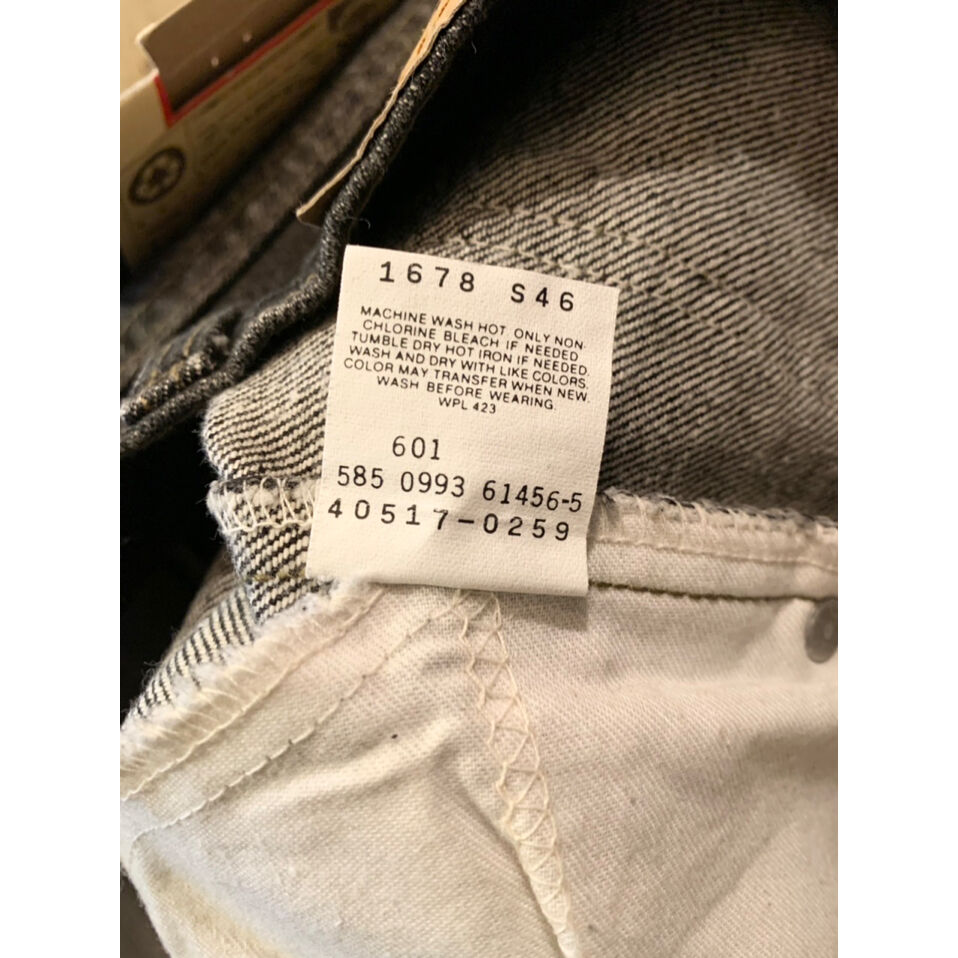 1678 S46
MACHINE WASH HOT. ONLY NON-
CHLORINE BLEACH IF NEEDED
TUMBLE DRY HOT IRON IF NEEDED.
WASH AND DRY WITH LIKE COLORS.
COLOR MAY TRANSFER WHEN NEW.
WASH BEFORE WEARING.
WPL 423
601
585 0993 61456-5
40517-0259